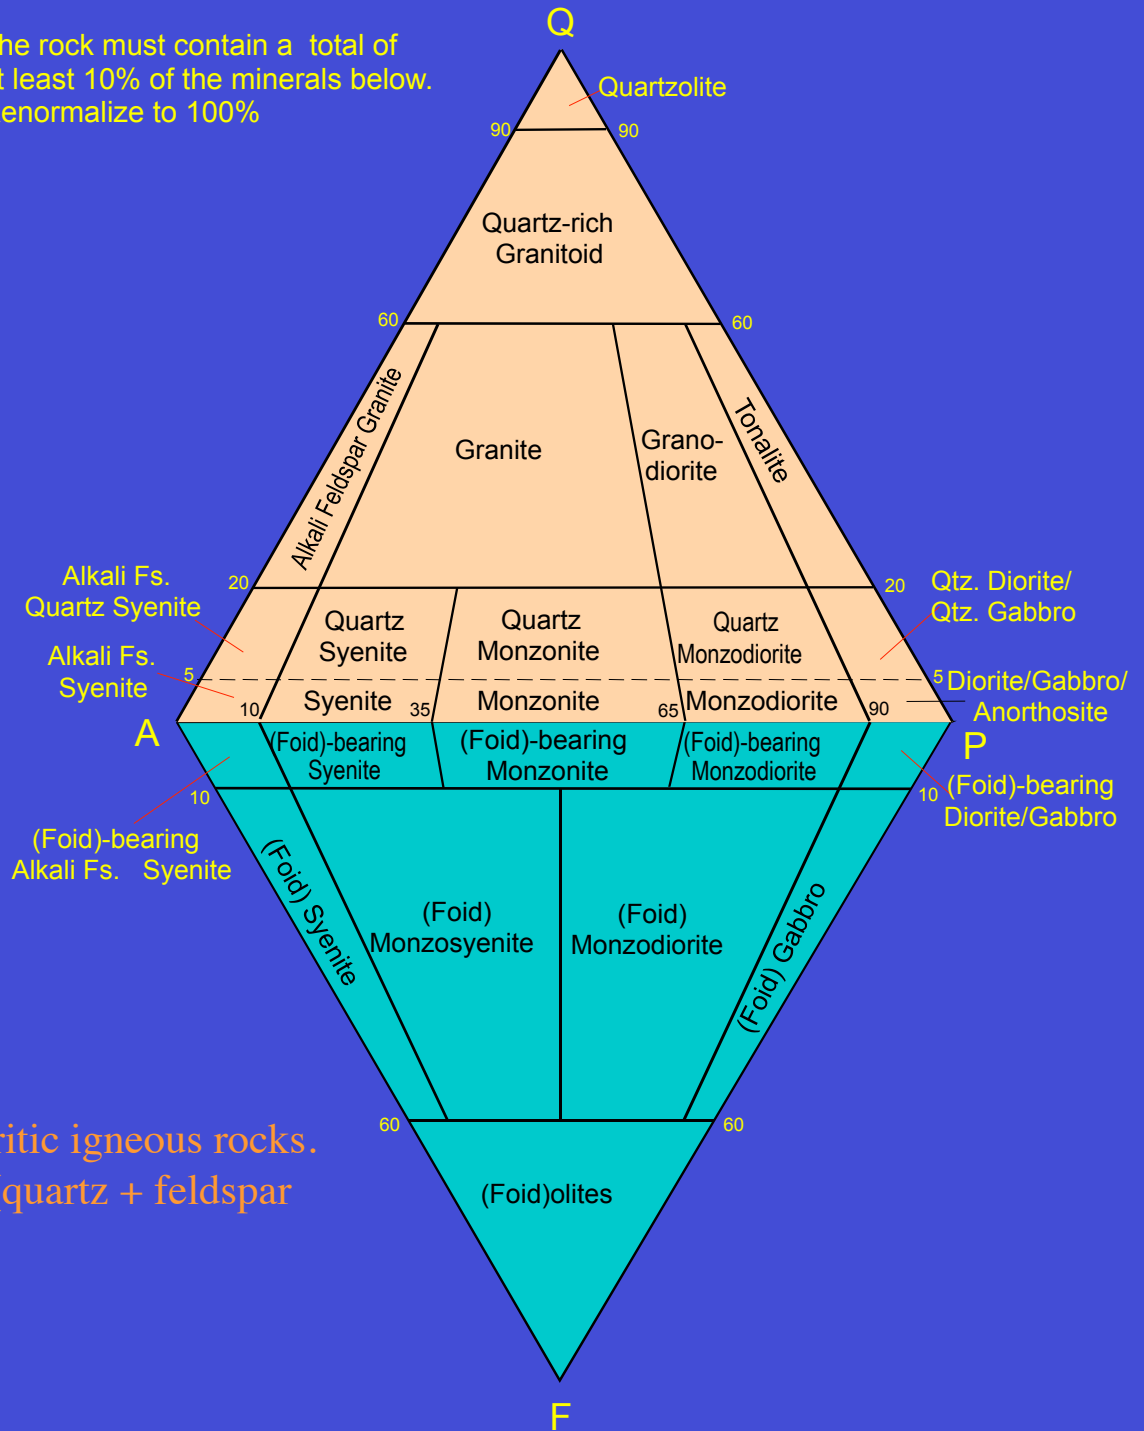 Q
he rock must contain a total of
t least 10% of the minerals below.
enormalize to 100%
Quartzolite
90
90
Quartz-rich
Granitoid
60
60
Alkali Feldspar Granite
Granite
Grano-
diorite
Tonalite
20
20
Alkali Fs.
Quartz Syenite
Qtz. Diorite/
Qtz. Gabbro
Quartz
Syenite
Quartz
Monzonite
Quartz
Monzodiorite
Alkali Fs.
Syenite
5
5
Diorite/Gabbro/
Anorthosite
10
Syenite
35
Monzonite
65
Monzodiorite
90
A
P
(Foid)-bearing
Syenite
(Foid)-bearing
Monzonite
(Foid)-bearing
Monzodiorite
10
10
(Foid)-bearing
Diorite/Gabbro
(Foid)-bearing
Alkali Fs. Syenite
(Foid) Syenite
(Foid)
Monzosyenite
(Foid)
Monzodiorite
(Foid) Gabbro
60
60
ritic igneous rocks.
quartz + feldspar
(Foid)olites
F